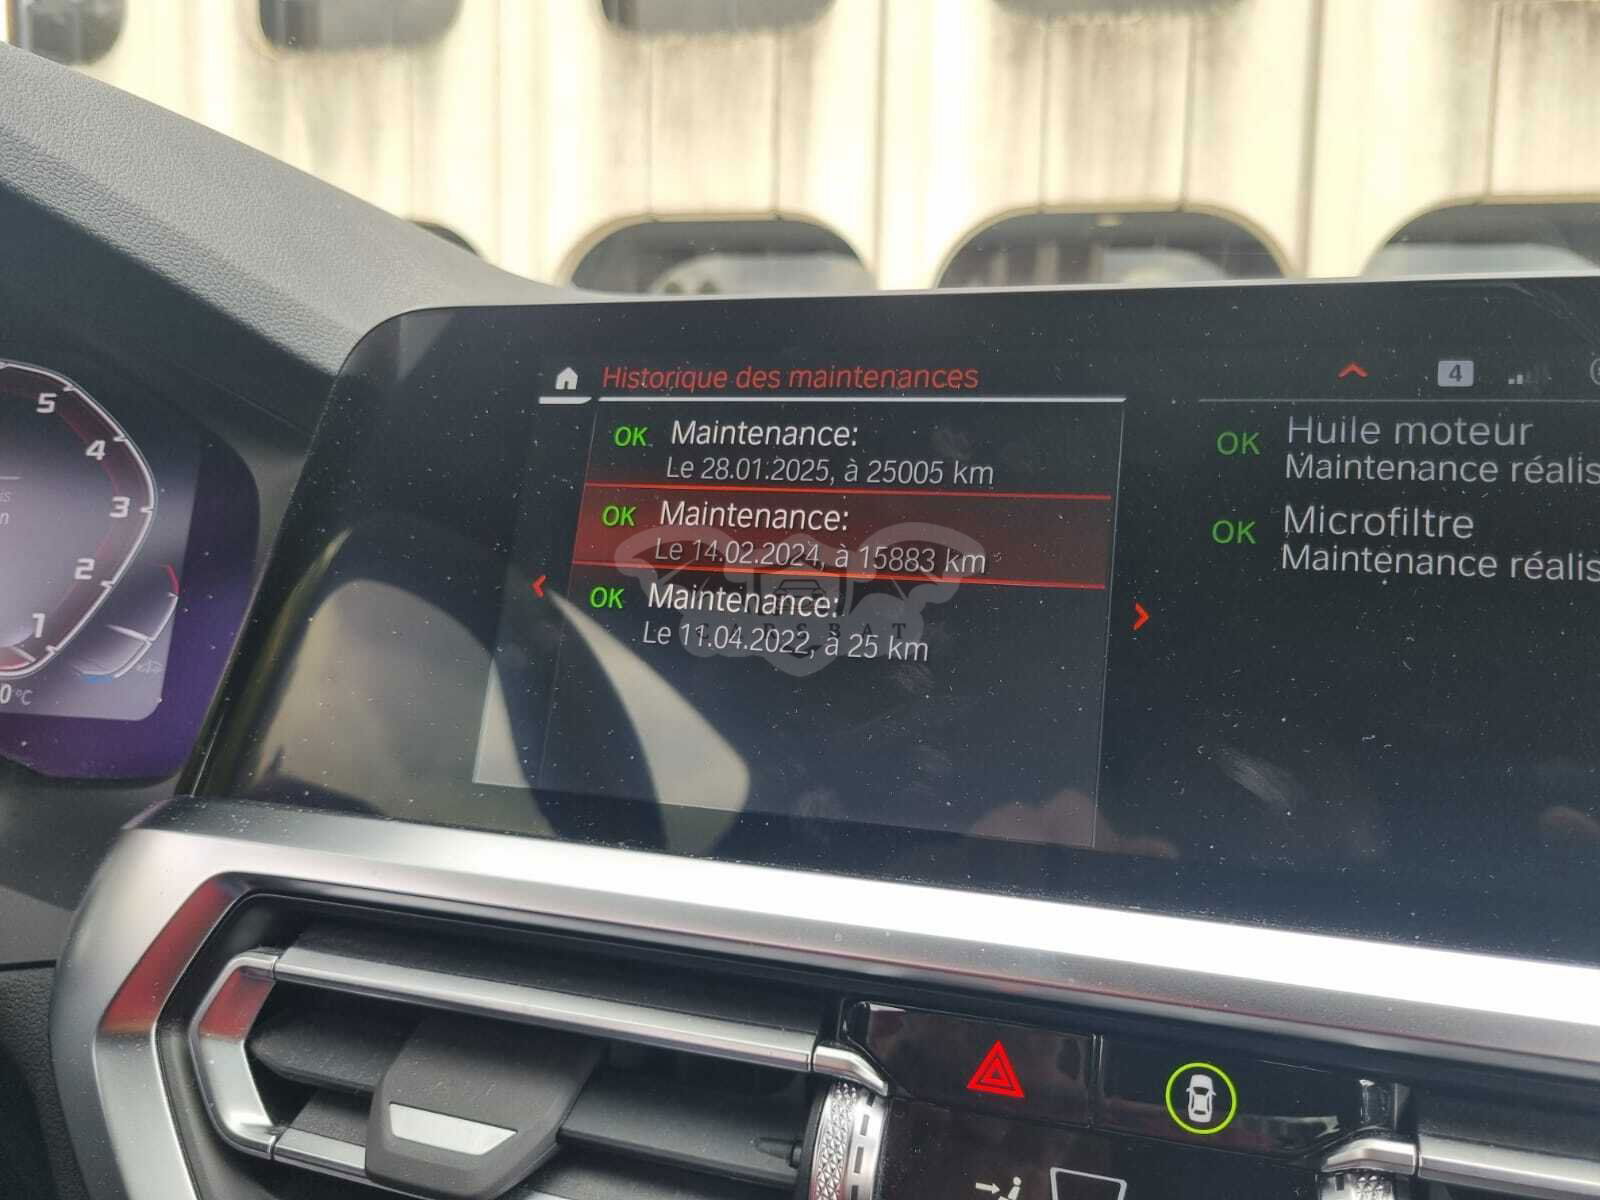 Historique des maintenances
OK Maintenance:
Le 28.01.2025, à 25005 km
OK Maintenance:
Le 14.02.2024, à 15883 km
OK Maintenance:
Le 11.04.2022, à 25 km
CARSBAT
4
OK Huile moteur
Maintenance réalis
OK Microfiltre
Maintenance réalis
5
4
3
2
1
0°C